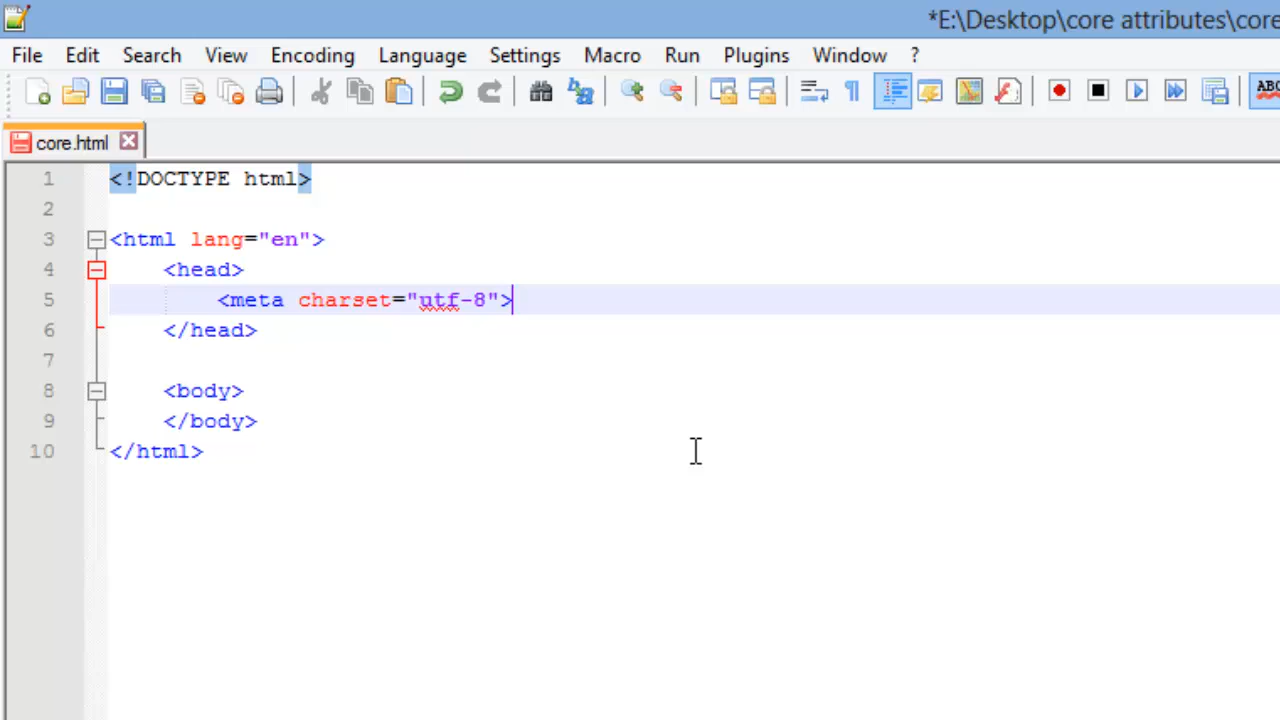 *E:\Desktop\core attributes\core
File Edit Search View Encoding Language Settings Macro Run Plugins Window ?
ABC
core.html
1 <!DOCTYPE html>
2
3 <html lang="en">
4 <head>
5 <meta charset="utf-8">
6 </head>
7
8 <body>
9 </body>
10 </html>